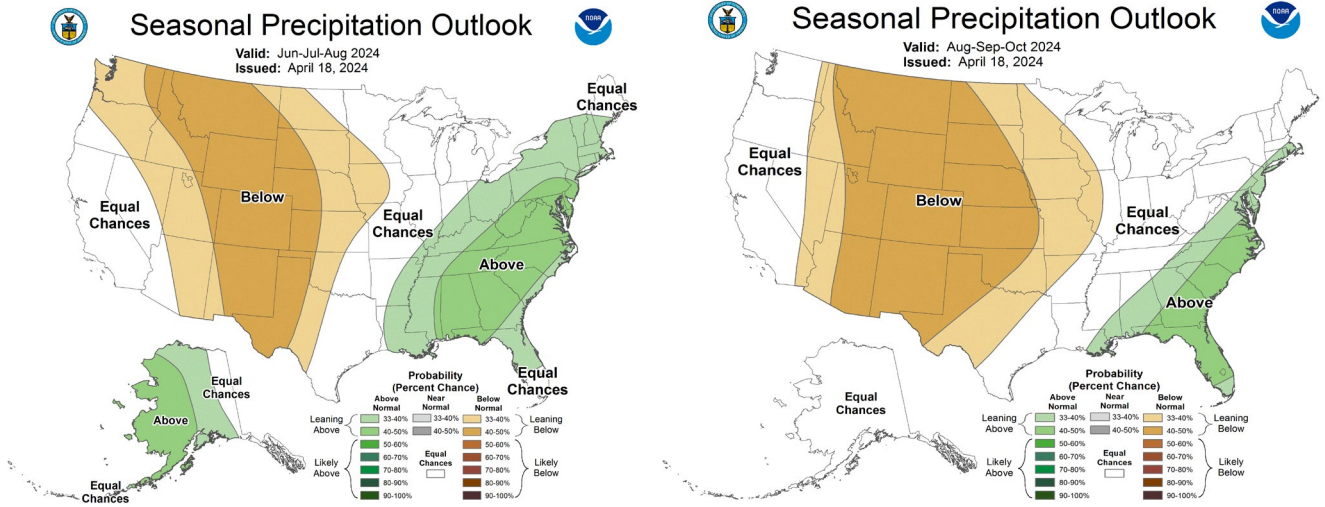 Seasonal Precipitation Outlook
NOAA
Valid: Jun-Jul-Aug 2024
Issued: April 18, 2024
Equal
Chances
Below
Equal
Chances
Equal
Chances
Above
Equal
Chances
Above
Equal
Chances
Equal
Chances
Probability
(Percent Chance)
Above
Normal
Near
Normal
Below
Normal
Leaning
Above
33-40% 33-40% 33-40%
40-50% 40-50% 40-50%
Leaning
Below
50-60% 50-60%
60-70% 60-70%
Likely
Above
70-80% 70-80%
Equal
Chances
Likely
Below
80-90% 80-90%
90-100% 90-100%
Seasonal Precipitation Outlook
NOAA
Valid: Aug-Sep-Oct 2024
Issued: April 18, 2024
Equal
Chances
Below
Equal
Chances
Above
Equal
Chances
Probability
(Percent Chance)
Above
Normal
Near
Normal
Below
Normal
Leaning
Above
33-40% 33-40% 33-40%
40-50% 40-50% 40-50%
Leaning
Below
50-60% 50-60%
60-70% 60-70%
Likely
Above
70-80% 70-80%
Equal
Chances
Likely
Below
80-90% 80-90%
90-100% 90-100%